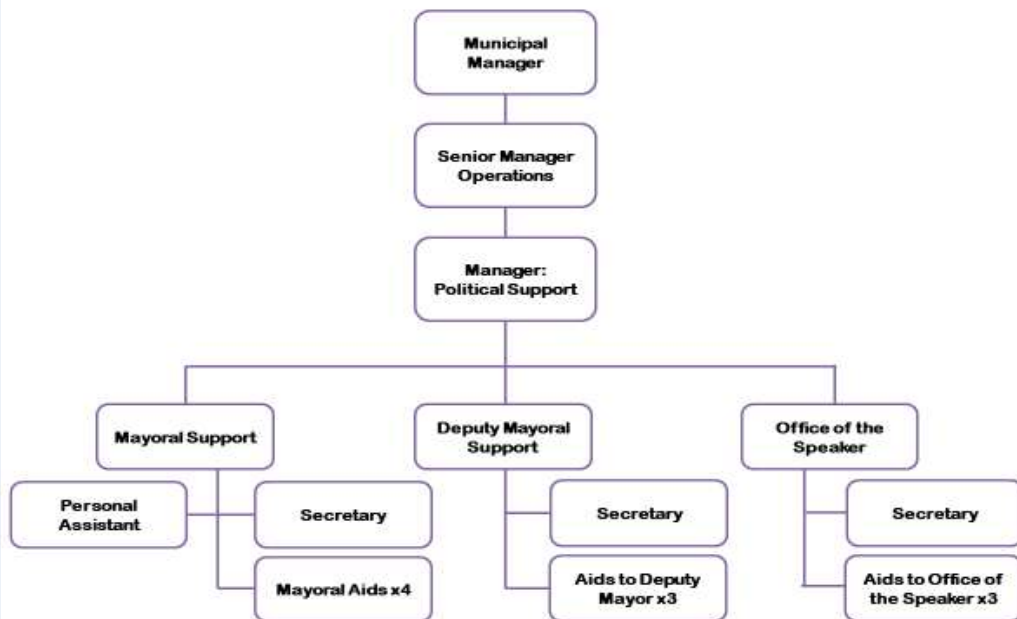 Municipal
Manager
Senior Manager
Operations
Manager:
Political Support
Mayoral Support
Deputy Mayoral
Support
Office of the
Speaker
Personal
Assistant
Secretary
Secretary
Secretary
Mayoral Aids x4
Aids to Deputy
Mayor x3
Aids to Office of
the Speaker x3